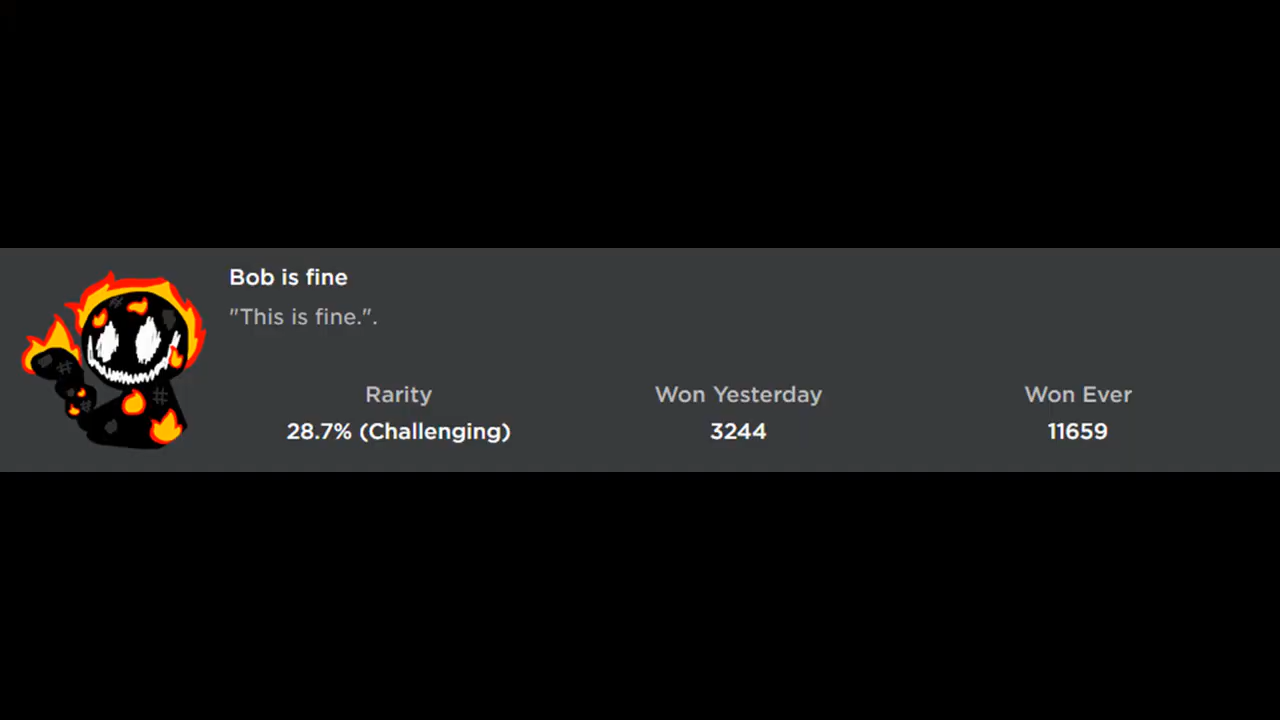 Bob is fine
"This is fine.".
Rarity Won Yesterday Won Ever
28.7% (Challenging) 3244 11659